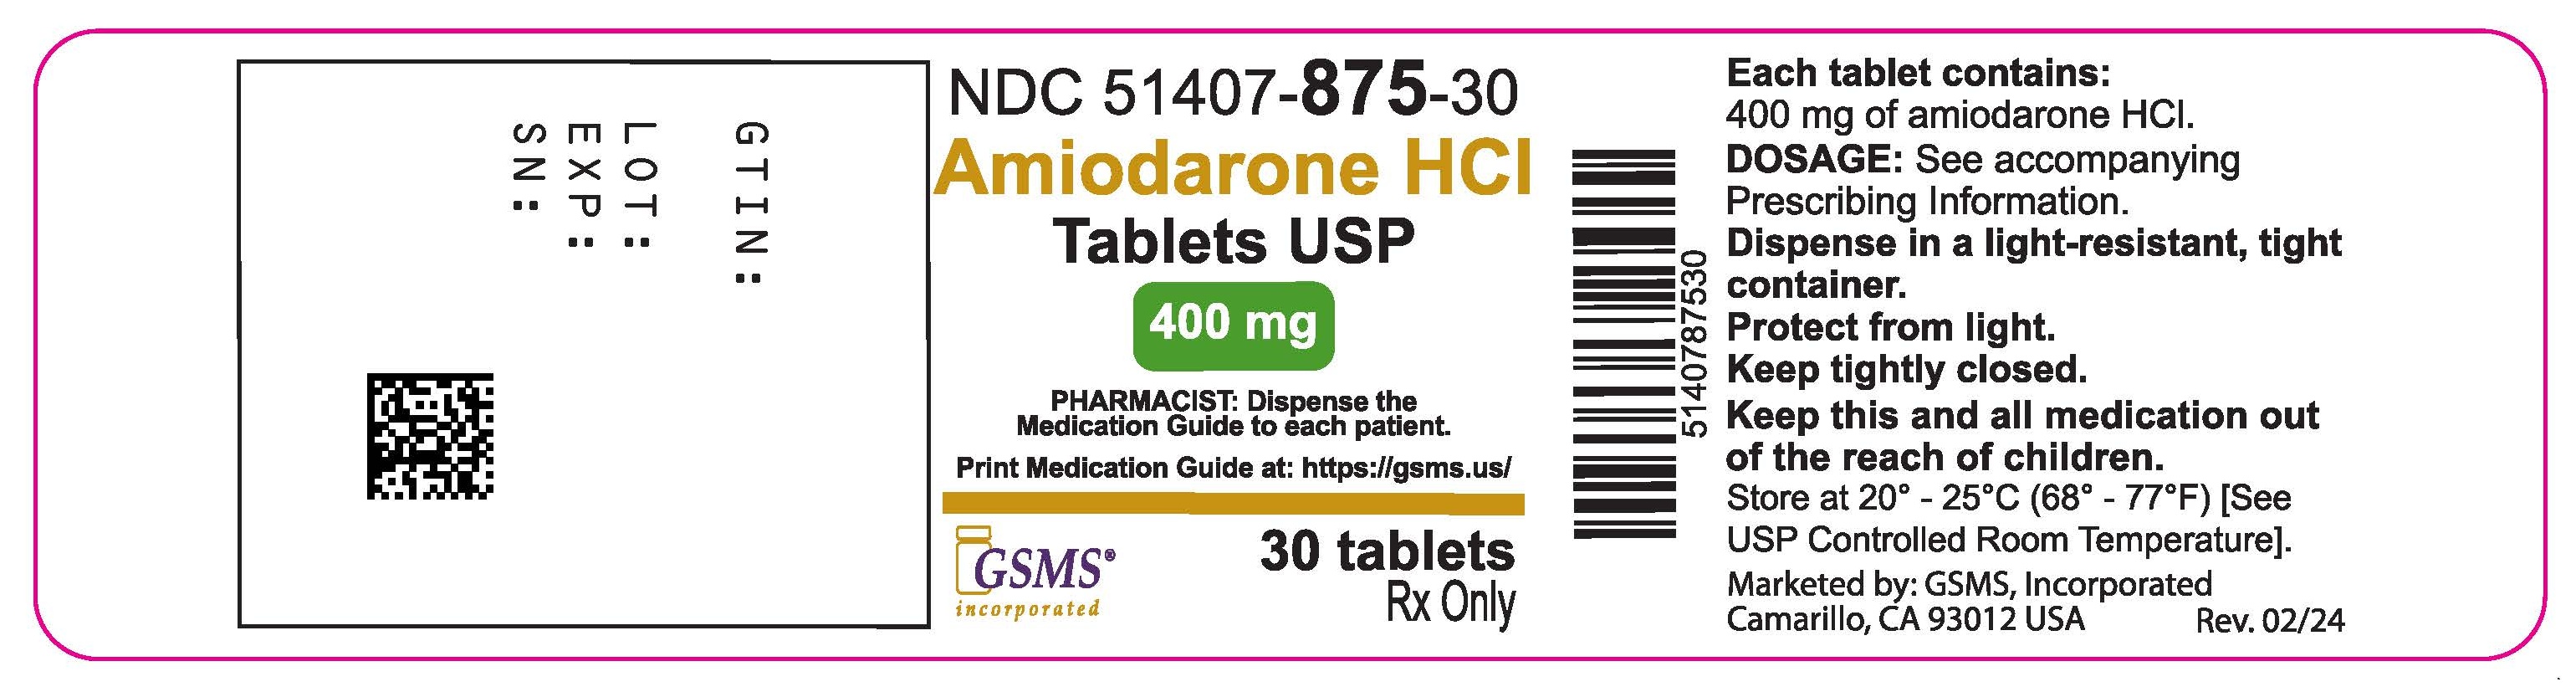 GTIN:
LOT:
EXP:
SN:
NDC 51407-875-30
Amiodarone HCl
Tablets USP
400 mg
PHARMACIST: Dispense the
Medication Guide to each patient.
Print Medication Guide at: https://gsms.us/
GSMS®
incorporated
30 tablets
Rx Only
5140787530
Each tablet contains:
400 mg of amiodarone HCl.
DOSAGE: See accompanying
Prescribing Information.
Dispense in a light-resistant, tight
container.
Protect from light.
Keep tightly closed.
Keep this and all medication out
of the reach of children.
Store at 20° - 25°C (68° - 77°F) [See
USP Controlled Room Temperature].
Marketed by: GSMS, Incorporated
Camarillo, CA 93012 USA Rev. 02/24